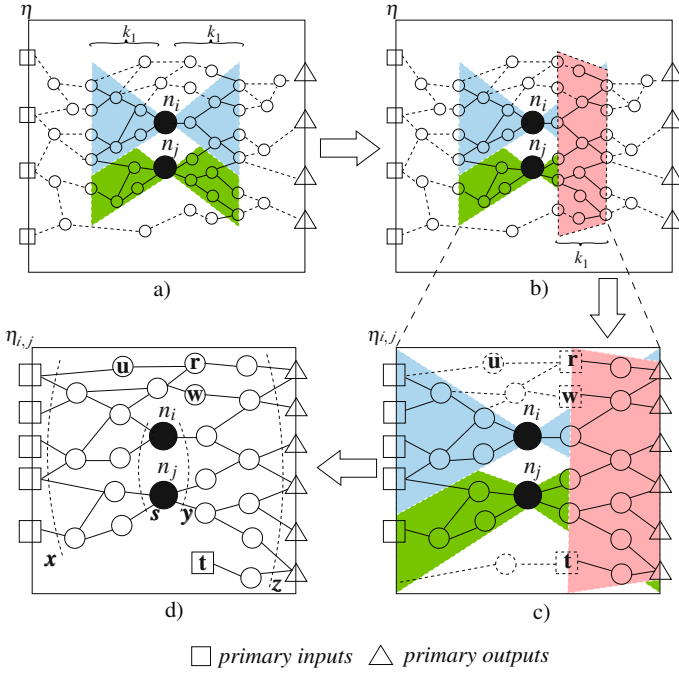 η
k₁ k₁
nᵢ
nⱼ
a)
η
nᵢ
nⱼ
k₁
b)
ηᵢ,ⱼ
u r
w
nᵢ
nⱼ
s y
t
x z
d)
ηᵢ,ⱼ
u r
w
nᵢ
nⱼ
t
c)
primary inputs primary outputs